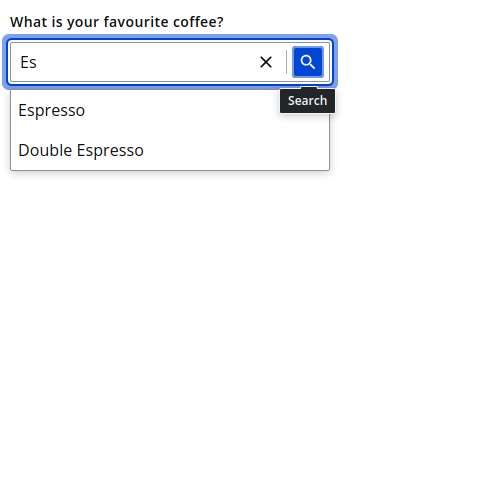 What is your favourite coffee?
Es
Search
Espresso
Double Espresso